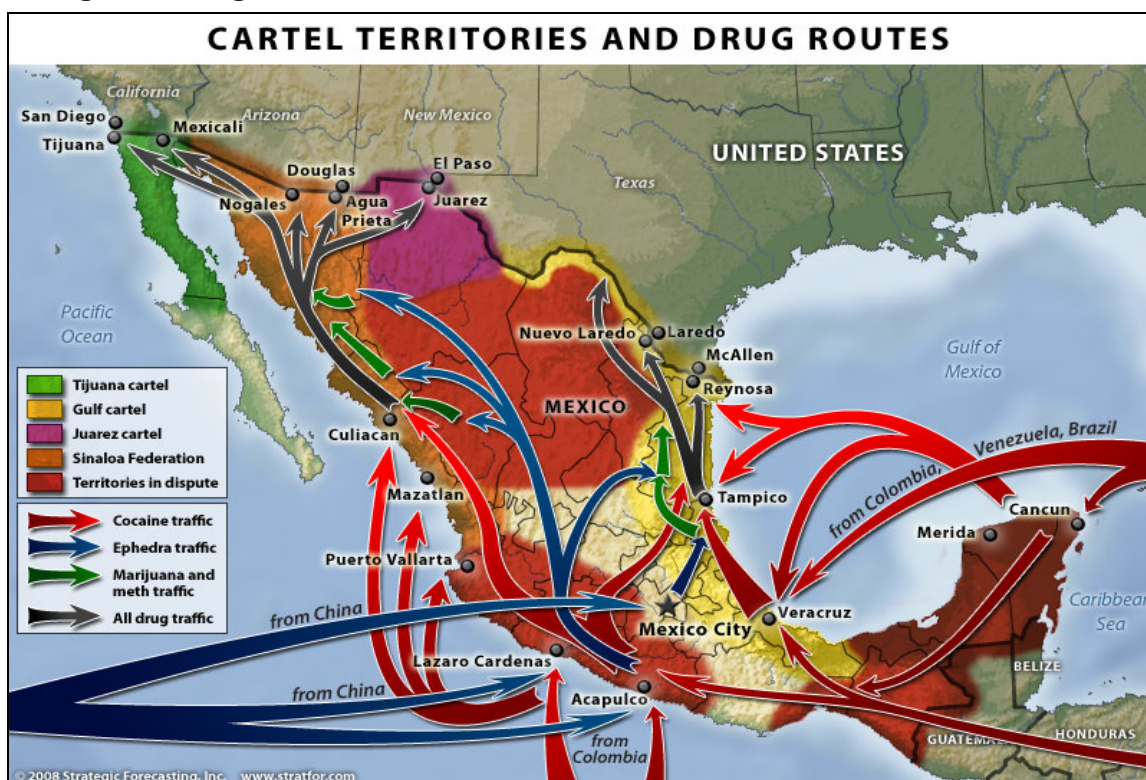 CARTEL TERRITORIES AND DRUG ROUTES
California
San Diego
Tijuana
Mexicali
Arizona
New Mexico
Douglas
El Paso
Nogales
Agua
Prieta
Juarez
UNITED STATES
Texas
Pacific
Ocean
Nuevo Laredo
Laredo
McAllen
Reynosa
Gulf of
Mexico
MEXICO
Tijuana cartel
Gulf cartel
Juarez cartel
Sinaloa Federation
Territories in dispute
Culiacan
Mazatlan
Tampico
from Colombia,
Venezuela, Brazil
Cancun
Merida
Cocaine traffic
Ephedra traffic
Marijuana and
meth traffic
All drug traffic
Puerto Vallarta
from China
Mexico City
Veracruz
Caribbean
Sea
Lazaro Cardenas
from China
Acapulco
from
Colombia
BELIZE
GUATEMALA
HONDURAS
© 2008 Strategic Forecasting, Inc. www.stratfor.com